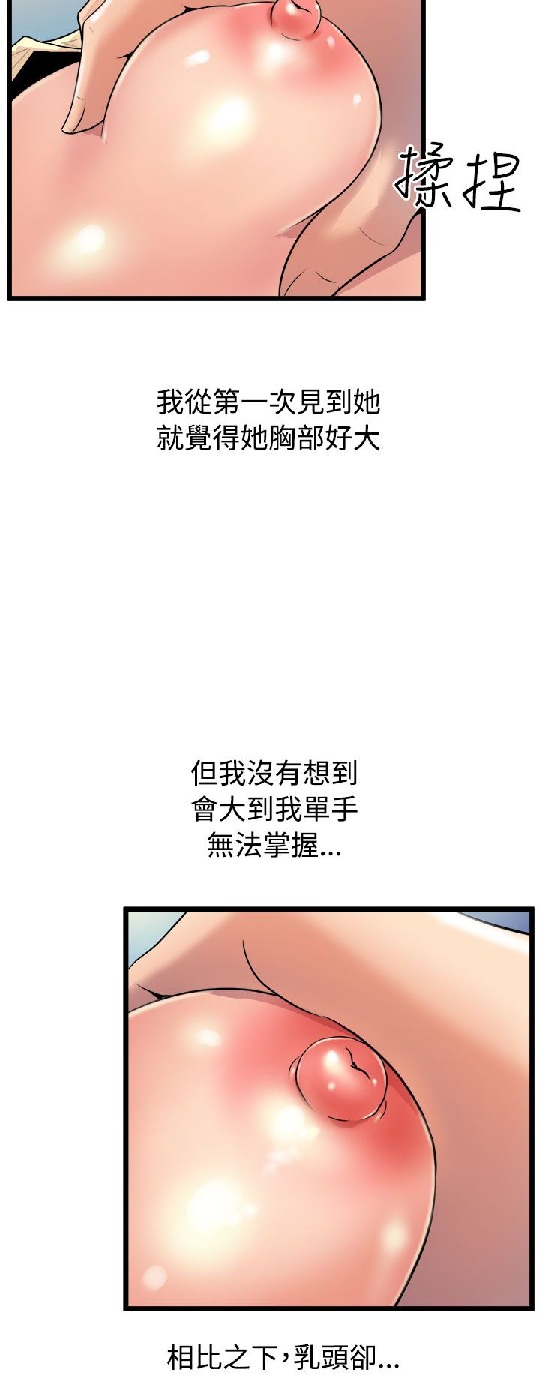 揉捏
我從第一次見到她
就覺得她胸部好大
但我沒有想到
會大到我單手
無法掌握...
相比之下,乳頭卻...